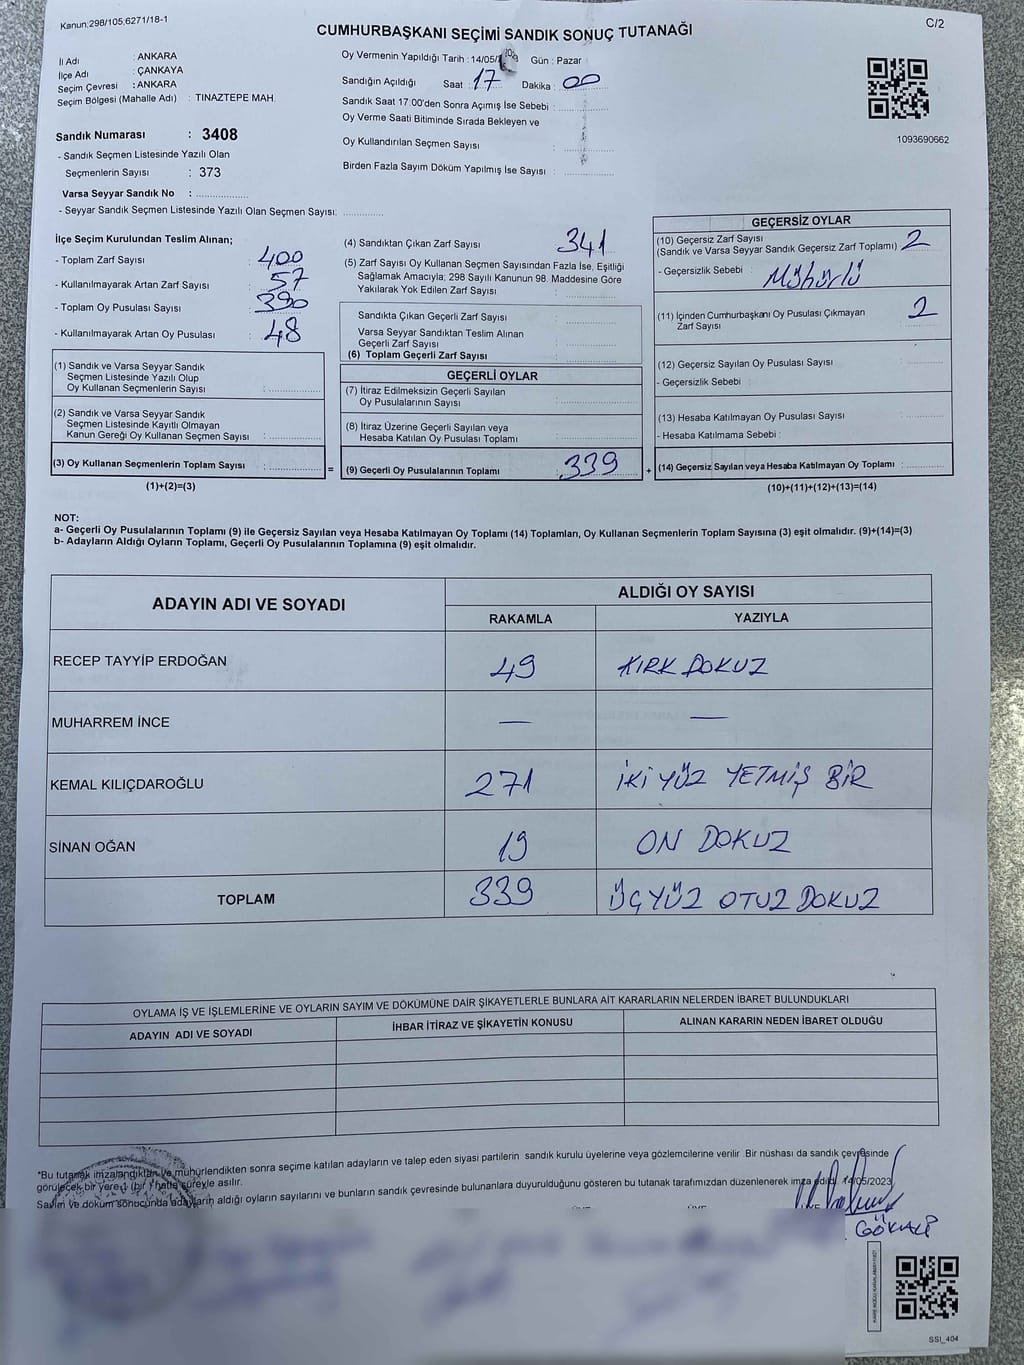 Kanun;298/105,6271/18-1
C/2
CUMHURBAŞKANI SEÇİMİ SANDIK SONUÇ TUTANAĞI
İl Adı : ANKARA
İlçe Adı : ÇANKAYA
Seçim Çevresi : ANKARA
Seçim Bölgesi (Mahalle Adı) : TINAZTEPE MAH.
Sandık Numarası : 3408
- Sandık Seçmen Listesinde Yazılı Olan
Seçmenlerin Sayısı : 373
Varsa Seyyar Sandık No : ..............
- Seyyar Sandık Seçmen Listesinde Yazılı Olan Seçmen Sayısı: ............
Oy Vermenin Yapıldığı Tarih : 14/05/ Gün : Pazar
Sandığın Açıldığı Saat : 17 Dakika : 00
Sandık Saat 17:00'den Sonra Açımış İse Sebebi :
Oy Verme Saati Bitiminde Sırada Bekleyen ve
Oy Kullandırılan Seçmen Sayısı :
Birden Fazla Sayım Döküm Yapılmış İse Sayısı :
1093690662
İlçe Seçim Kurulundan Teslim Alınan;
- Toplam Zarf Sayısı : 400
- Kullanılmayarak Artan Zarf Sayısı : 57
- Toplam Oy Pusulası Sayısı : 390
- Kullanılmayarak Artan Oy Pusulası : 48
(1) Sandık ve Varsa Seyyar Sandık
Seçmen Listesinde Yazılı Olup
Oy Kullanan Seçmenlerin Sayısı :
(2) Sandık ve Varsa Seyyar Sandık
Seçmen Listesinde Kayıtlı Olmayan
Kanun Gereği Oy Kullanan Seçmen Sayısı :
(3) Oy Kullanan Seçmenlerin Toplam Sayısı : =
(1)+(2)=(3)
(4) Sandıktan Çıkan Zarf Sayısı 341
(5) Zarf Sayısı Oy Kullanan Seçmen Sayısından Fazla İse, Eşitliği
Sağlamak Amacıyla; 298 Sayılı Kanunun 98. Maddesine Göre
Yakılarak Yok Edilen Zarf Sayısı
Sandıkta Çıkan Geçerli Zarf Sayısı
Varsa Seyyar Sandıktan Teslim Alınan
Geçerli Zarf Sayısı
(6) Toplam Geçerli Zarf Sayısı
GEÇERLİ OYLAR
(7) İtiraz Edilmeksizin Geçerli Sayılan
Oy Pusulalarının Sayısı
(8) İtiraz Üzerine Geçerli Sayılan veya
Hesaba Katılan Oy Pusulası Toplamı
(9) Geçerli Oy Pusulalarının Toplamı : 339 +
GEÇERSİZ OYLAR
(10) Geçersiz Zarf Sayısı 2
(Sandık ve Varsa Seyyar Sandık Geçersiz Zarf Toplamı)
- Geçersizlik Sebebi : Mühürlü
(11) İçinden Cumhurbaşkanı Oy Pusulası Çıkmayan 2
Zarf Sayısı
(12) Geçersiz Sayılan Oy Pusulası Sayısı
- Geçersizlik Sebebi :
(13) Hesaba Katılmayan Oy Pusulası Sayısı
- Hesaba Katılmama Sebebi :
(14) Geçersiz Sayılan veya Hesaba Katılmayan Oy Toplamı :
(10)+(11)+(12)+(13)=(14)
NOT:
a- Geçerli Oy Pusulalarının Toplamı (9) ile Geçersiz Sayılan veya Hesaba Katılmayan Oy Toplamı (14) Toplamları, Oy Kullanan Seçmenlerin Toplam Sayısına (3) eşit olmalıdır. (9)+(14)=(3)
b- Adayların Aldığı Oyların Toplamı, Geçerli Oy Pusulalarının Toplamına (9) eşit olmalıdır.
ADAYIN ADI VE SOYADI
ALDIĞI OY SAYISI
RAKAMLA YAZIYLA
RECEP TAYYİP ERDOĞAN 49 KIRK DOKUZ
MUHARREM İNCE — —
KEMAL KILIÇDAROĞLU 271 İKİ YÜZ YETMİŞ BİR
SİNAN OĞAN 19 ON DOKUZ
TOPLAM 339 ÜÇYÜZ OTUZ DOKUZ
OYLAMA İŞ VE İŞLEMLERİNE VE OYLARIN SAYIM VE DÖKÜMÜNE DAİR ŞİKAYETLERLE BUNLARA AİT KARARLARIN NELERDEN İBARET BULUNDUKLARI
ADAYIN ADI VE SOYADI İHBAR İTİRAZ VE ŞİKAYETİN KONUSU ALINAN KARARIN NEDEN İBARET OLDUĞU
*Bu tutanak imzalandıktan ve mühürlendikten sonra seçime katılan adayların ve talep eden siyasi partilerin sandık kurulu üyelerine veya gözlemcilerine verilir. Bir nüshası da sandık çevresinde
görülecek bir yere 1 (bir) hafta süreyle asılır.
Sayım ve döküm sonucunda adayların aldığı oyların sayılarını ve bunların sandık çevresinde bulunanlara duyurulduğunu gösteren bu tutanak tarafımızdan düzenlenerek imza edildi. 14/05/2023
SSI_404